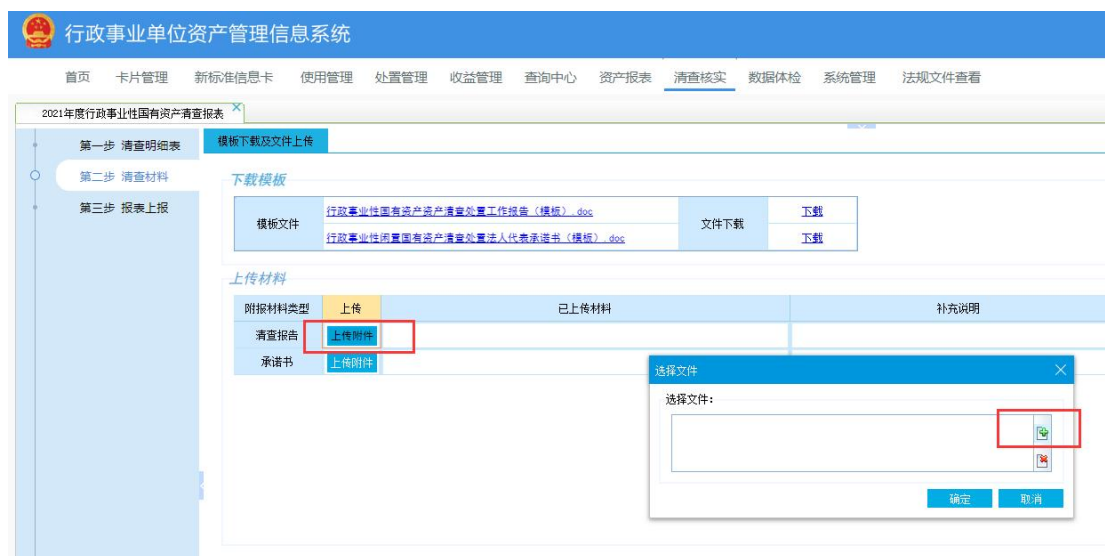 行政事业单位资产管理信息系统
首页 卡片管理 新标准信息卡 使用管理 处置管理 收益管理 查询中心 资产报表 清查核实 数据体检 系统管理 法规文件查看
2021年度行政事业性国有资产清查报表
第一步 清查明细表
第二步 清查材料
第三步 报表上报
模板下载及文件上传
下载模板
模板文件
行政事业性国有资产资产清查处置工作报告（模板）.doc
文件下载
下载
行政事业性闲置国有资产清查处置法人代表承诺书（模板）.doc
下载
上传材料
附报材料类型 上传 已上传材料 补充说明
清查报告 上传附件
承诺书 上传附件
选择文件
选择文件:
确定 取消